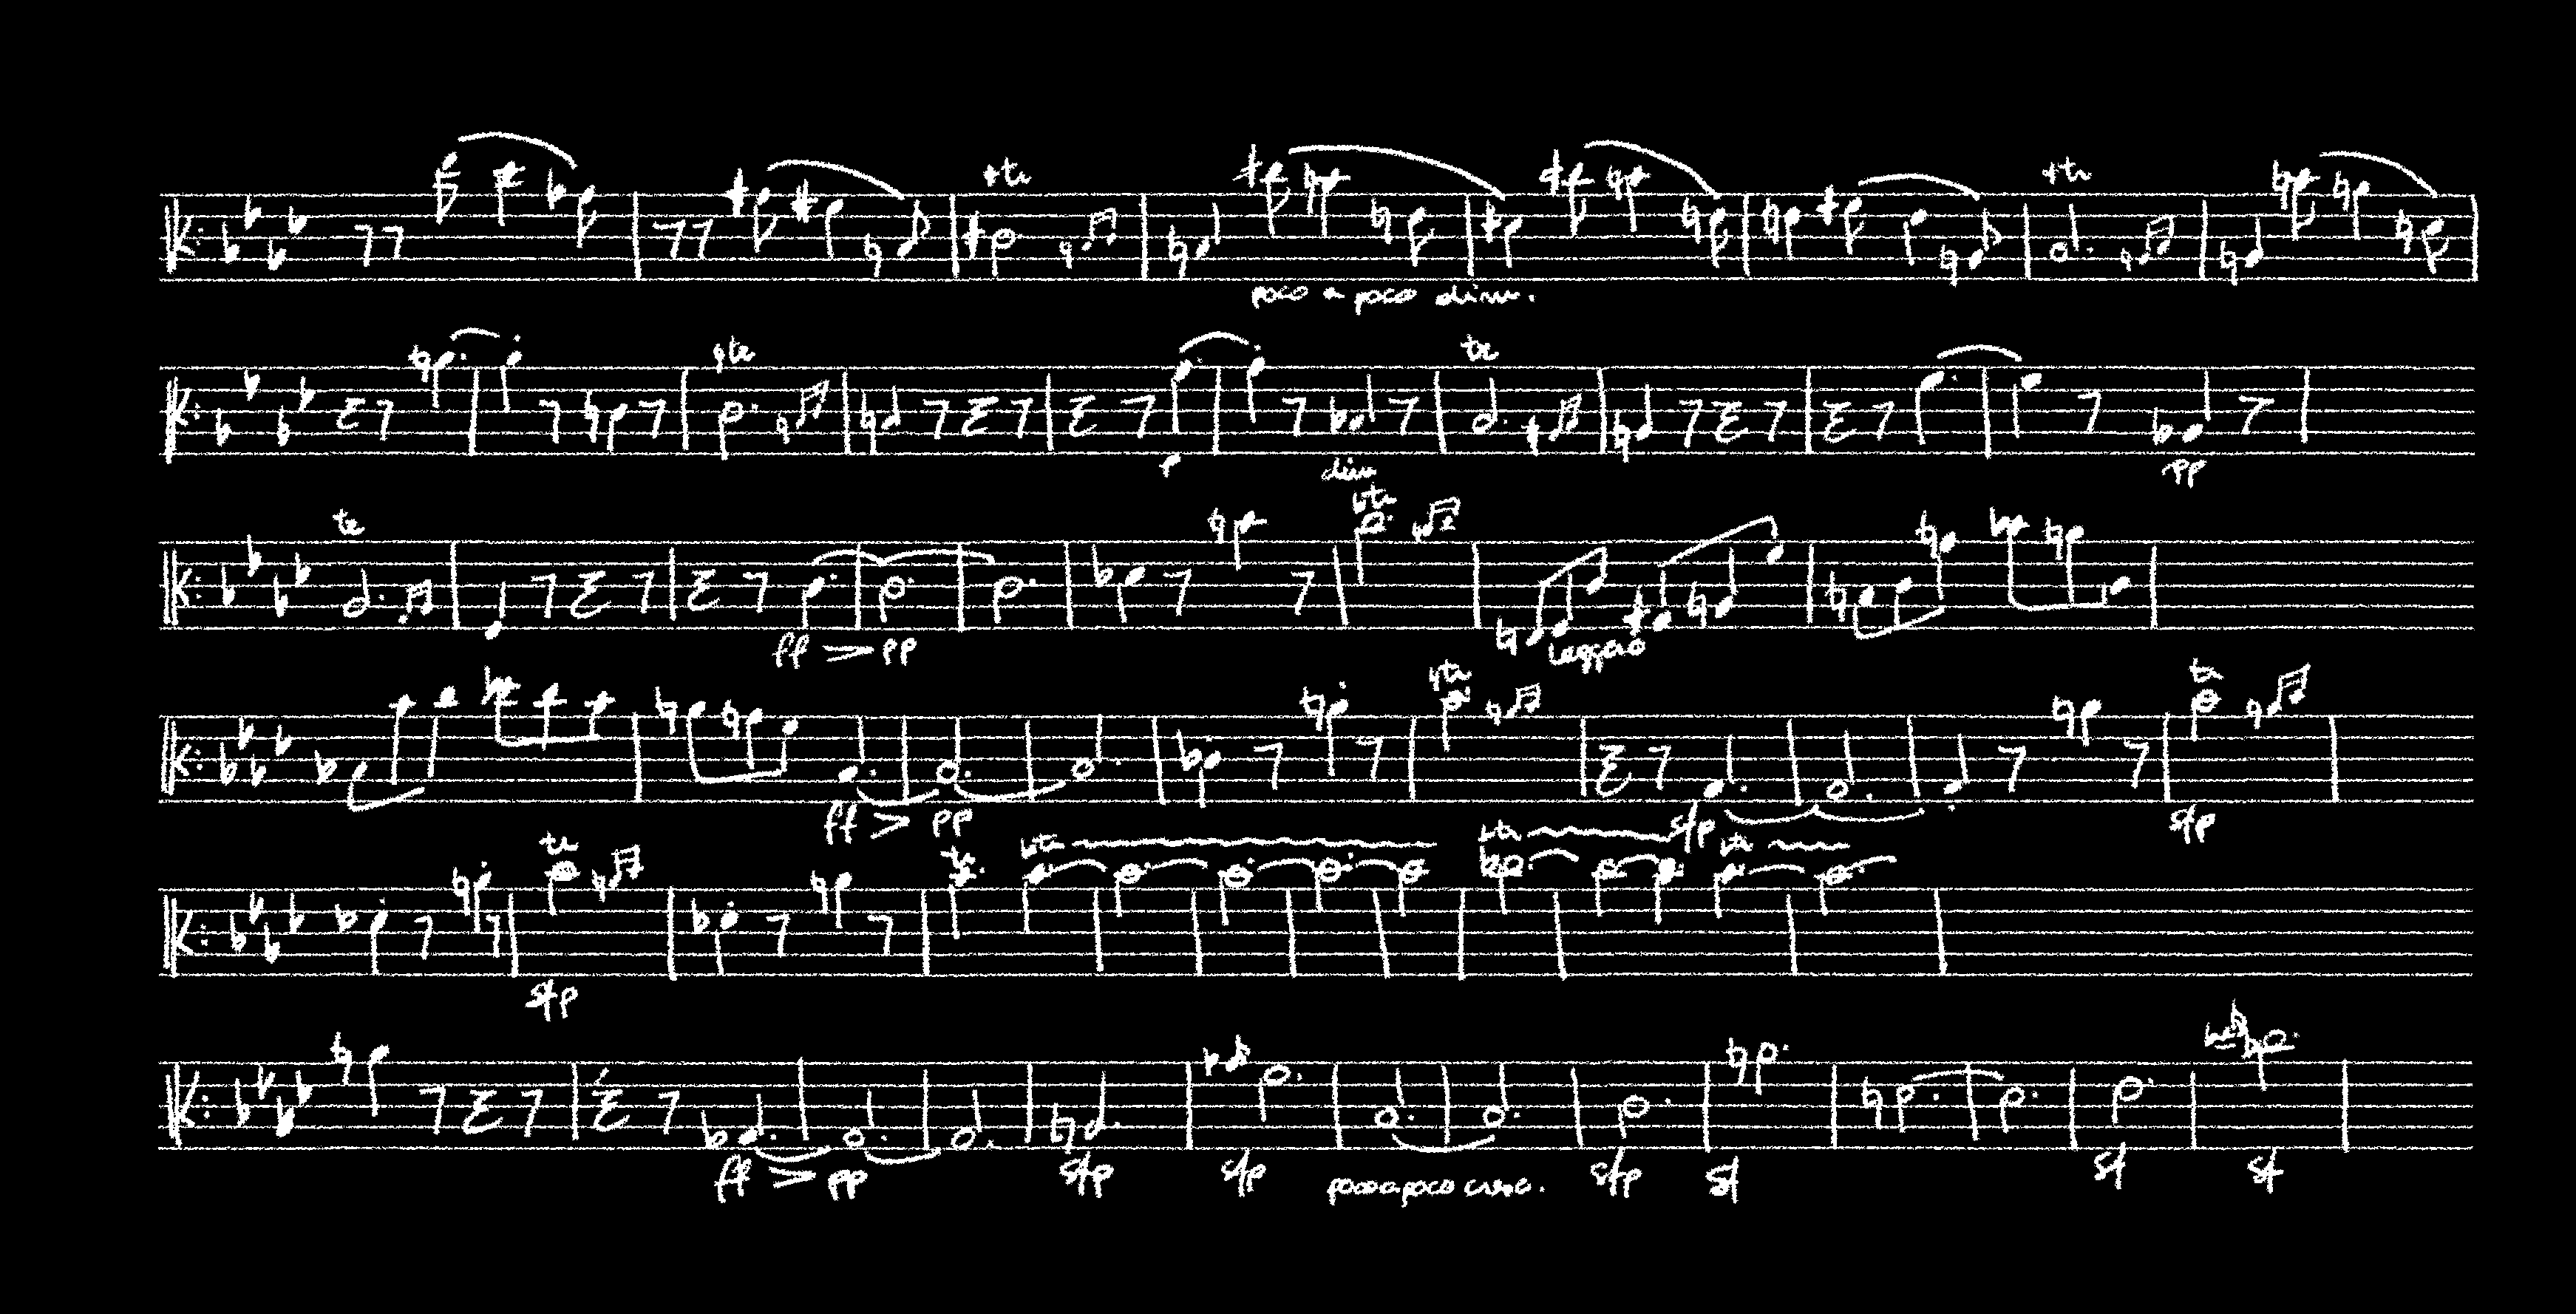 tr tr
poco a poco dim.
tr tr
p dim pp
tr tr
ff > pp leggero
tr tr
ff > pp sfp sfp
tr tr tr tr tr
sfp
ff > pp sfp sfp poco a poco cresc. sfp sf sf sf